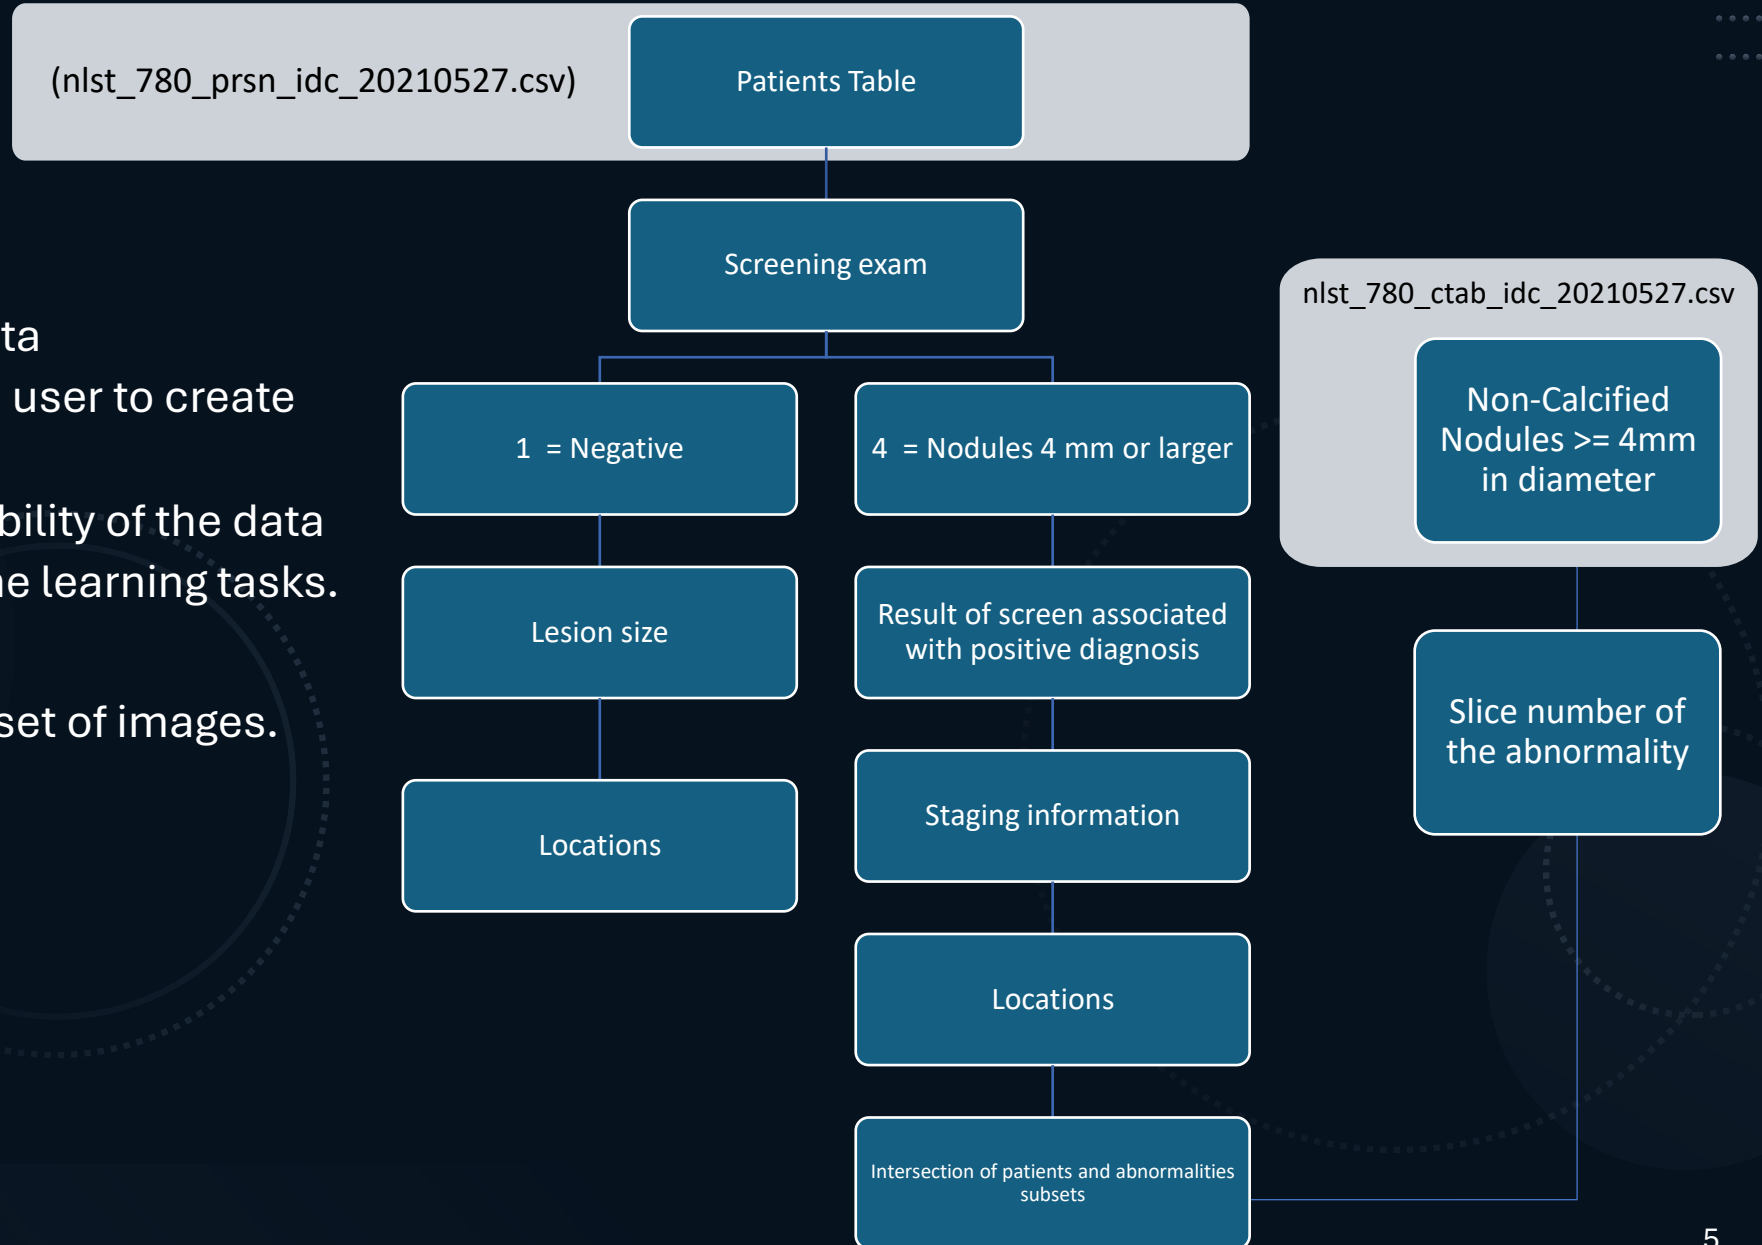 (nlst_780_prsn_idc_20210527.csv)
Patients Table
Screening exam
nlst_780_ctab_idc_20210527.csv
Non-Calcified
Nodules >= 4mm
in diameter
Slice number of
the abnormality
user to create
bility of the data
learning tasks.
set of images.
1 = Negative
Lesion size
Locations
4 = Nodules 4 mm or larger
Result of screen associated
with positive diagnosis
Staging information
Locations
Intersection of patients and abnormalities
subsets
5